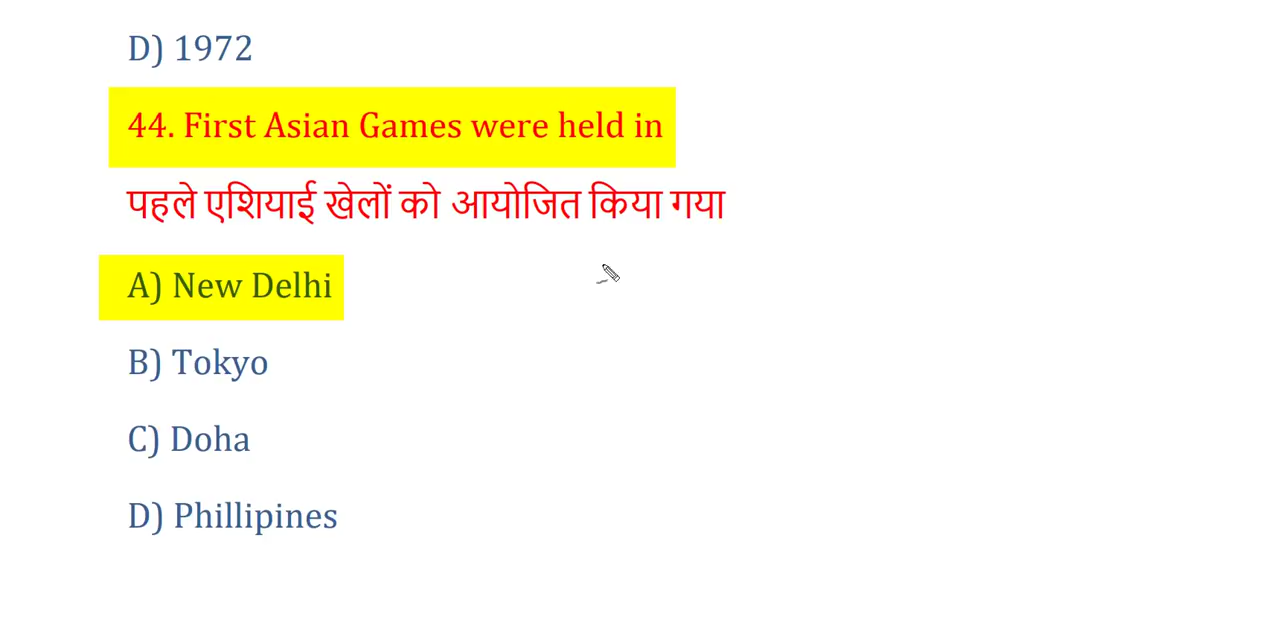 D) 1972
44. First Asian Games were held in
पहले एशियाई खेलों को आयोजित किया गया
A) New Delhi
B) Tokyo
C) Doha
D) Phillipines